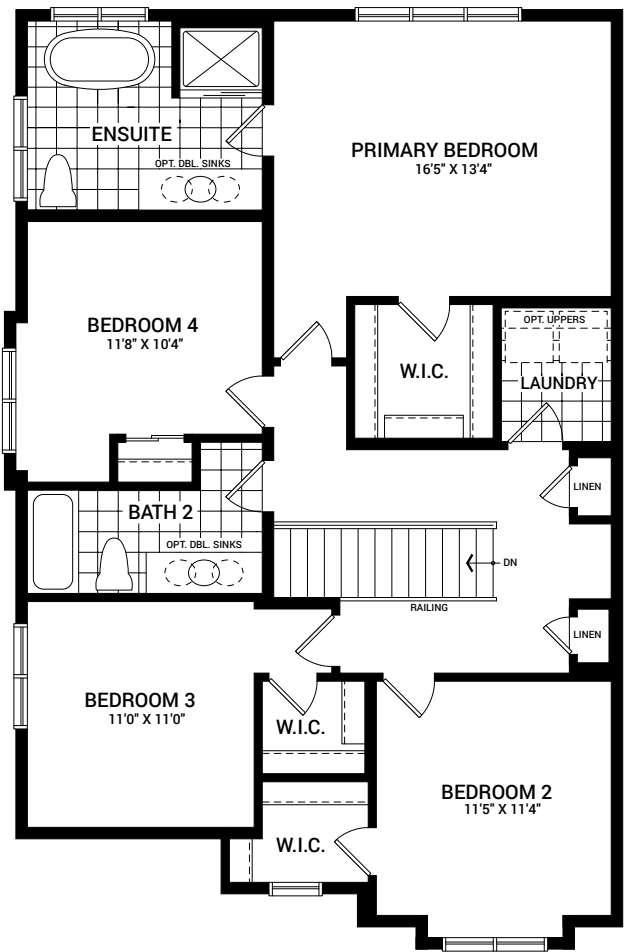 ENSUITE
OPT. DBL. SINKS
PRIMARY BEDROOM
16'5" X 13'4"
BEDROOM 4
11'8" X 10'4"
W.I.C.
OPT. UPPERS
LAUNDRY
LINEN
BATH 2
OPT. DBL. SINKS
DN
RAILING
LINEN
BEDROOM 3
11'0" X 11'0"
W.I.C.
BEDROOM 2
11'5" X 11'4"
W.I.C.